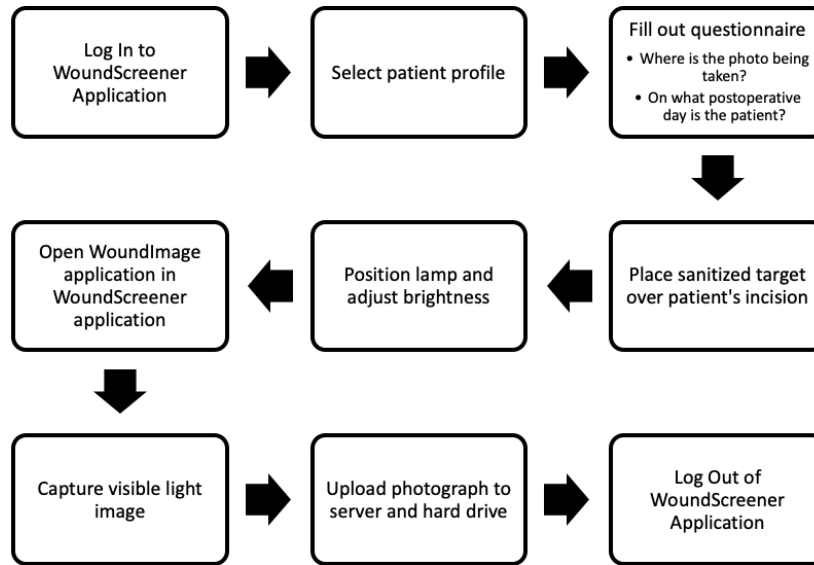 Log In to
WoundScreener
Application
Select patient profile
Fill out questionnaire
• Where is the photo being
taken?
• On what postoperative
day is the patient?
Place sanitized target
over patient's incision
Position lamp and
adjust brightness
Open WoundImage
application in
WoundScreener
application
Capture visible light
image
Upload photograph to
server and hard drive
Log Out of
WoundScreener
Application